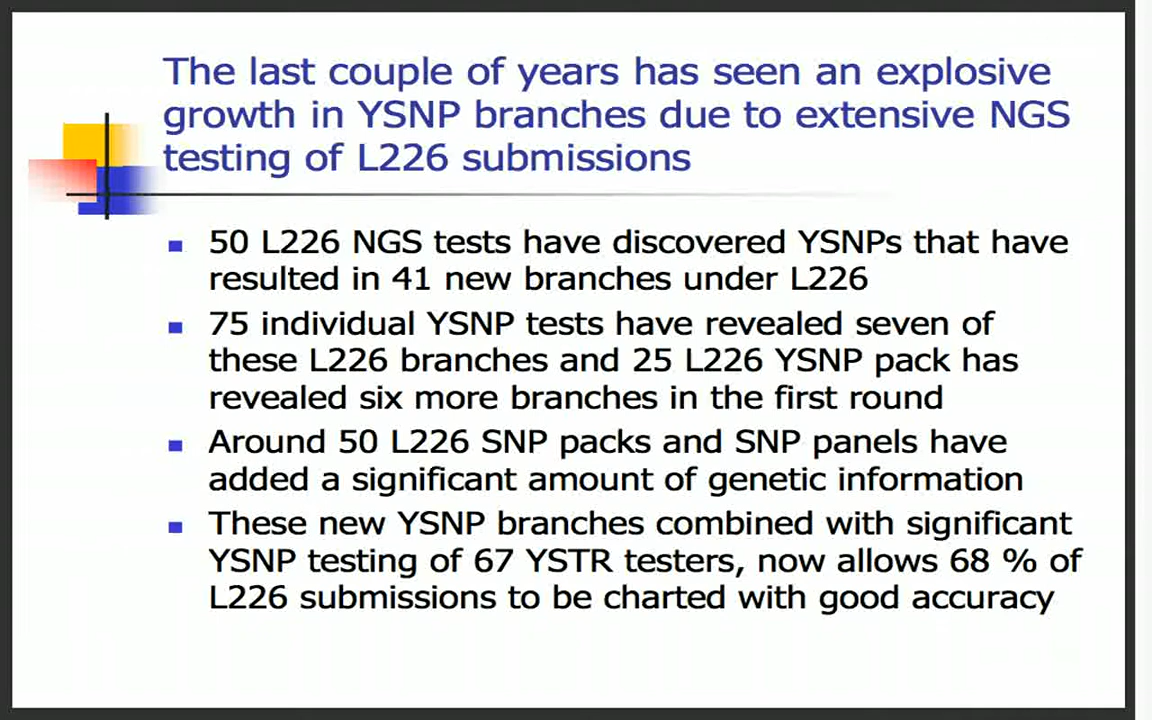 The last couple of years has seen an explosive
growth in YSNP branches due to extensive NGS
testing of L226 submissions
50 L226 NGS tests have discovered YSNPs that have
resulted in 41 new branches under L226
75 individual YSNP tests have revealed seven of
these L226 branches and 25 L226 YSNP pack has
revealed six more branches in the first round
Around 50 L226 SNP packs and SNP panels have
added a significant amount of genetic information
These new YSNP branches combined with significant
YSNP testing of 67 YSTR testers, now allows 68 % of
L226 submissions to be charted with good accuracy